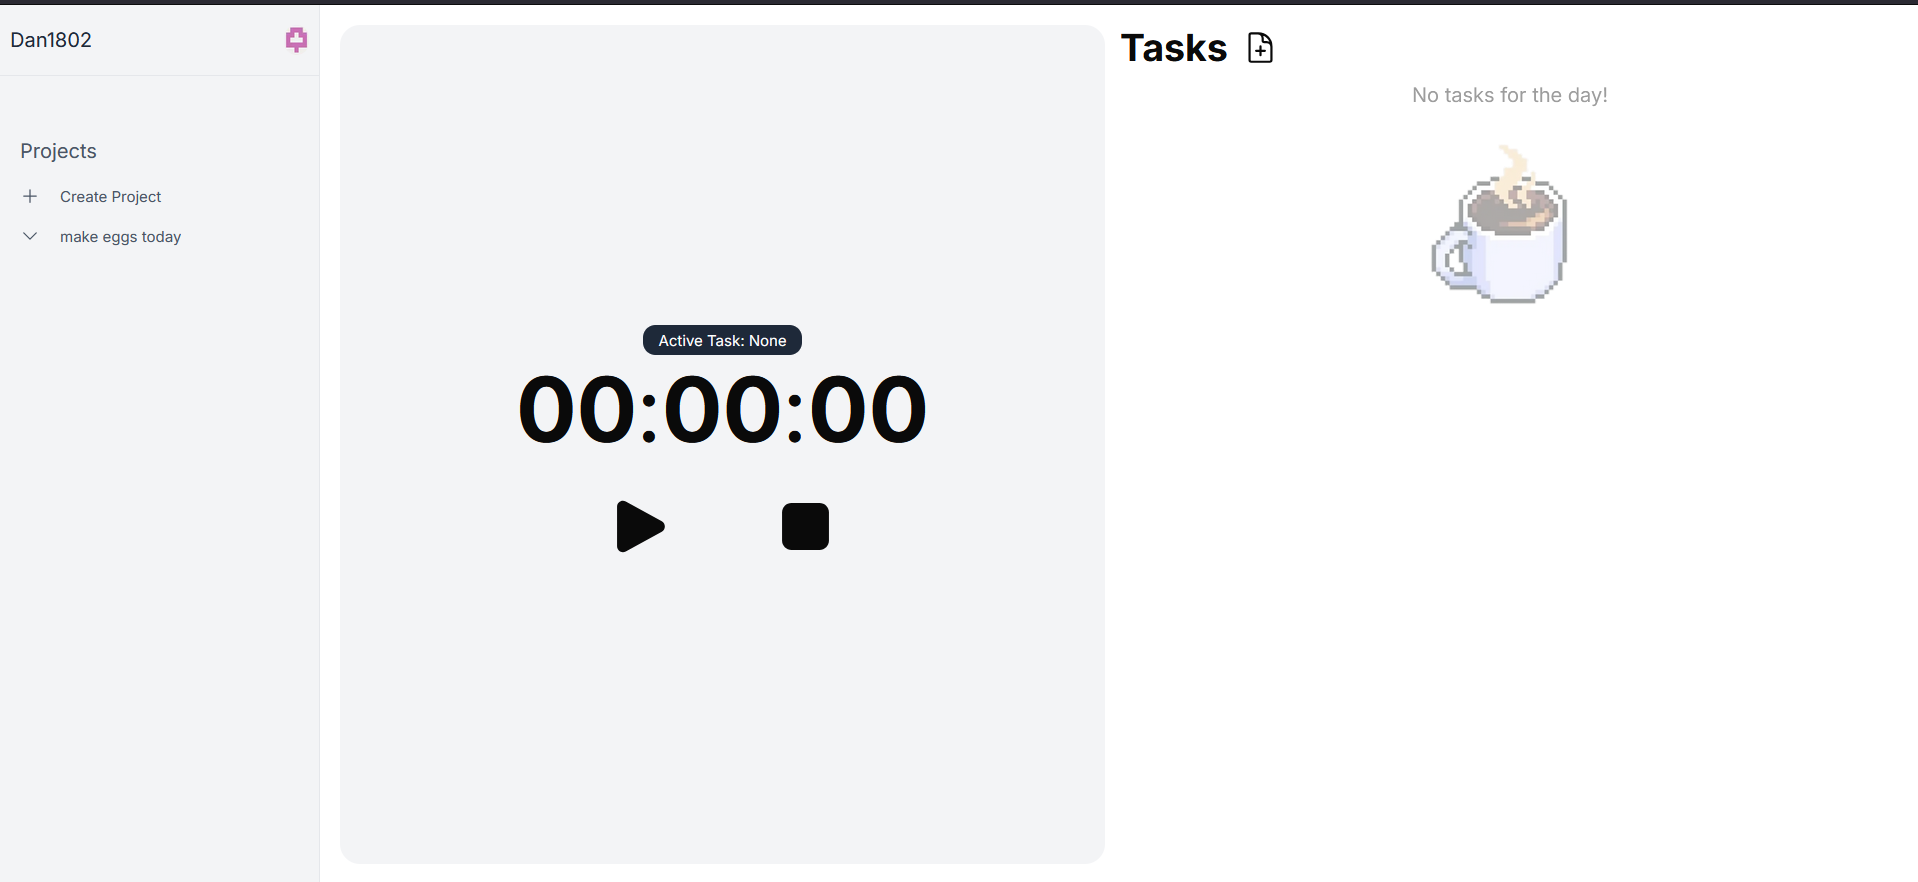 Dan1802
Projects
Create Project
make eggs today
Active Task: None
00:00:00
Tasks
No tasks for the day!